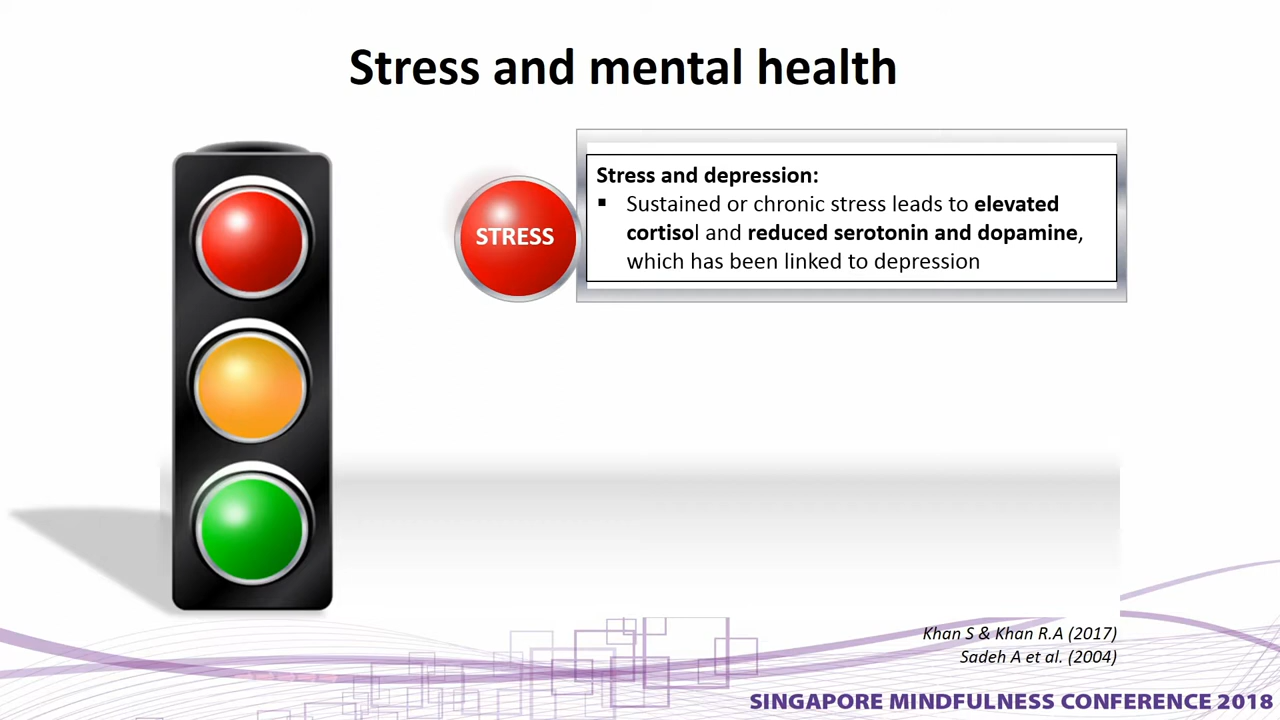 Stress and mental health
Stress and depression:
▪ Sustained or chronic stress leads to elevated
cortisol and reduced serotonin and dopamine,
which has been linked to depression
STRESS
Khan S & Khan R.A (2017)
Sadeh A et al. (2004)
SINGAPORE MINDFULNESS CONFERENCE 2018